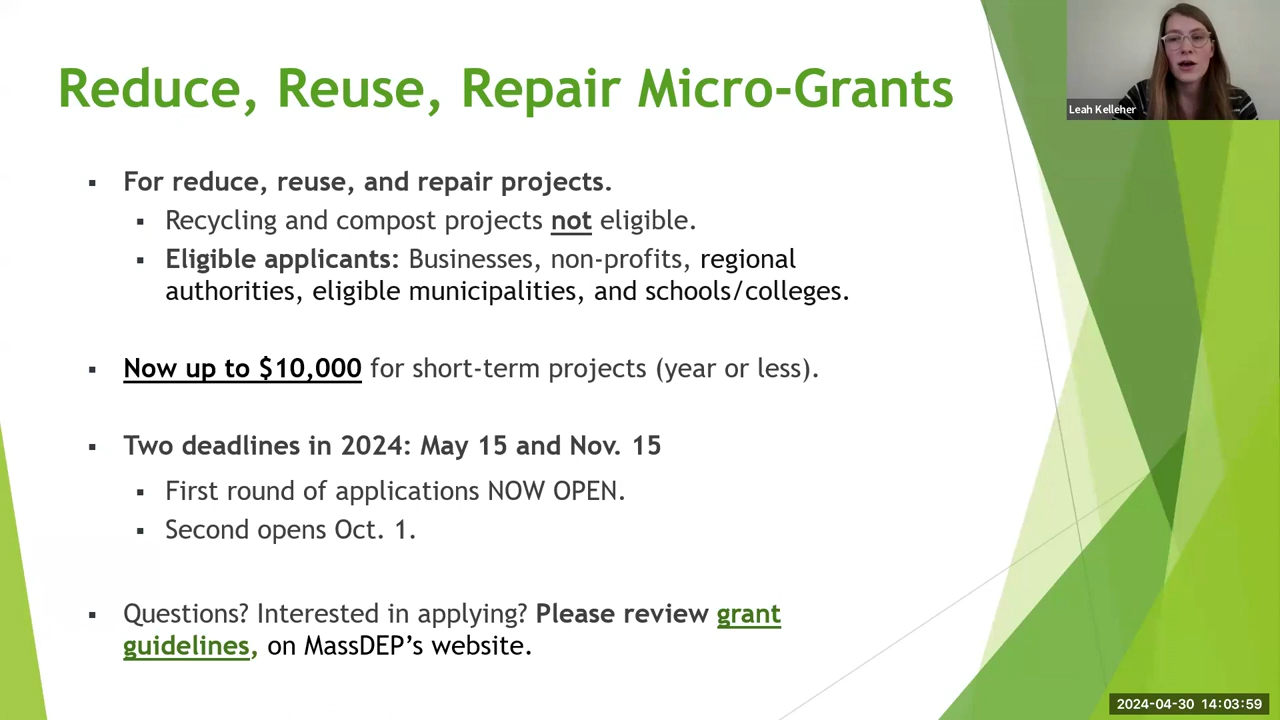 Reduce, Reuse, Repair Micro-Grants
Leah Kelleher
▪ For reduce, reuse, and repair projects.
▪ Recycling and compost projects not eligible.
▪ Eligible applicants: Businesses, non-profits, regional
authorities, eligible municipalities, and schools/colleges.
▪ Now up to $10,000 for short-term projects (year or less).
▪ Two deadlines in 2024: May 15 and Nov. 15
▪ First round of applications NOW OPEN.
▪ Second opens Oct. 1.
▪ Questions? Interested in applying? Please review grant
guidelines, on MassDEP’s website.
2024-04-30 14:03:59